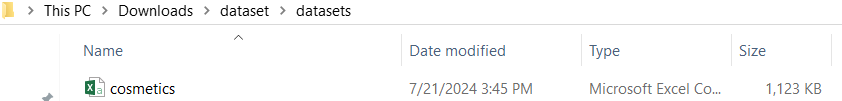 This PC > Downloads > dataset > datasets
Name Date modified Type Size
cosmetics 7/21/2024 3:45 PM Microsoft Excel Co... 1,123 KB